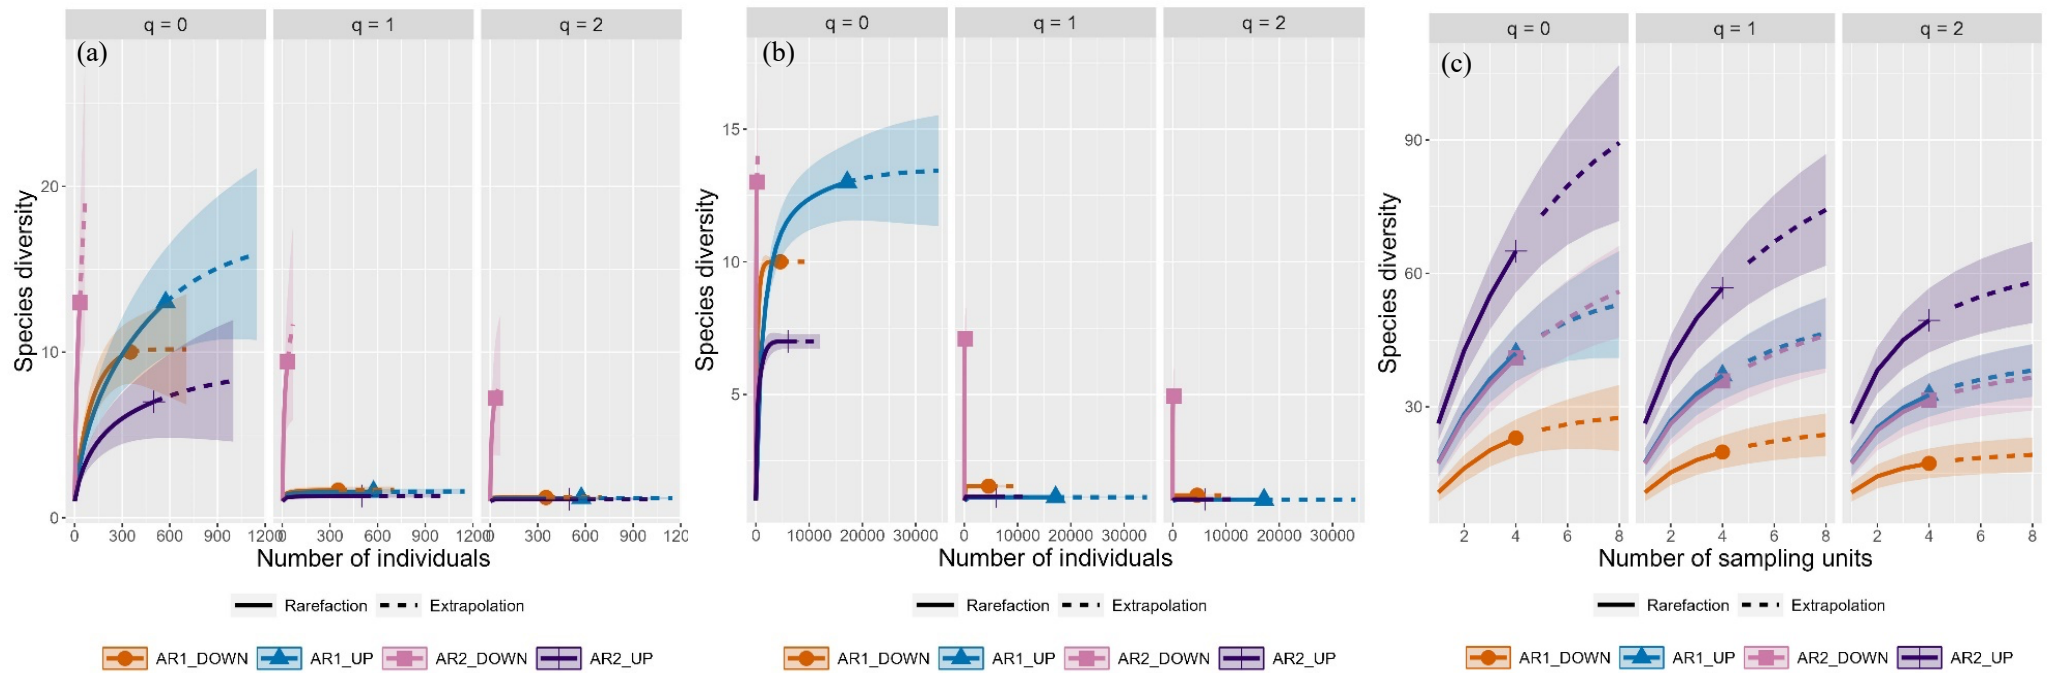 q = 0
q = 1
q = 2
(a)
Species diversity
20
10
0
0 300 600 900 1200
0 300 600 900 1200
0 300 600 900 120
Number of individuals
Rarefaction Extrapolation
AR1_DOWN AR1_UP AR2_DOWN AR2_UP
q = 0
q = 1
q = 2
(b)
Species diversity
15
10
5
0 10000 20000 30000
0 10000 20000 30000
0 10000 20000 30000
Number of individuals
Rarefaction Extrapolation
AR1_DOWN AR1_UP AR2_DOWN AR2_UP
q = 0
q = 1
q = 2
(c)
Species diversity
90
60
30
2 4 6 8
2 4 6 8
2 4 6 8
Number of sampling units
Rarefaction Extrapolation
AR1_DOWN AR1_UP AR2_DOWN AR2_UP